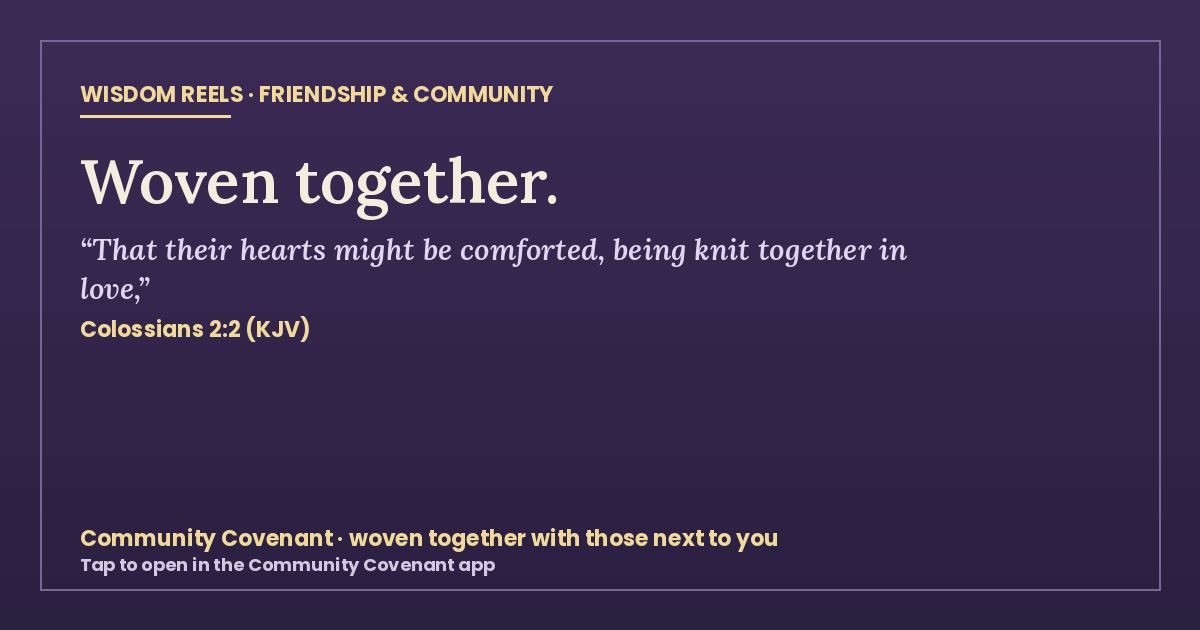 WISDOM REELS · FRIENDSHIP & COMMUNITY
Woven together.
“That their hearts might be comforted, being knit together in
love,”
Colossians 2:2 (KJV)
Community Covenant · woven together with those next to you
Tap to open in the Community Covenant app